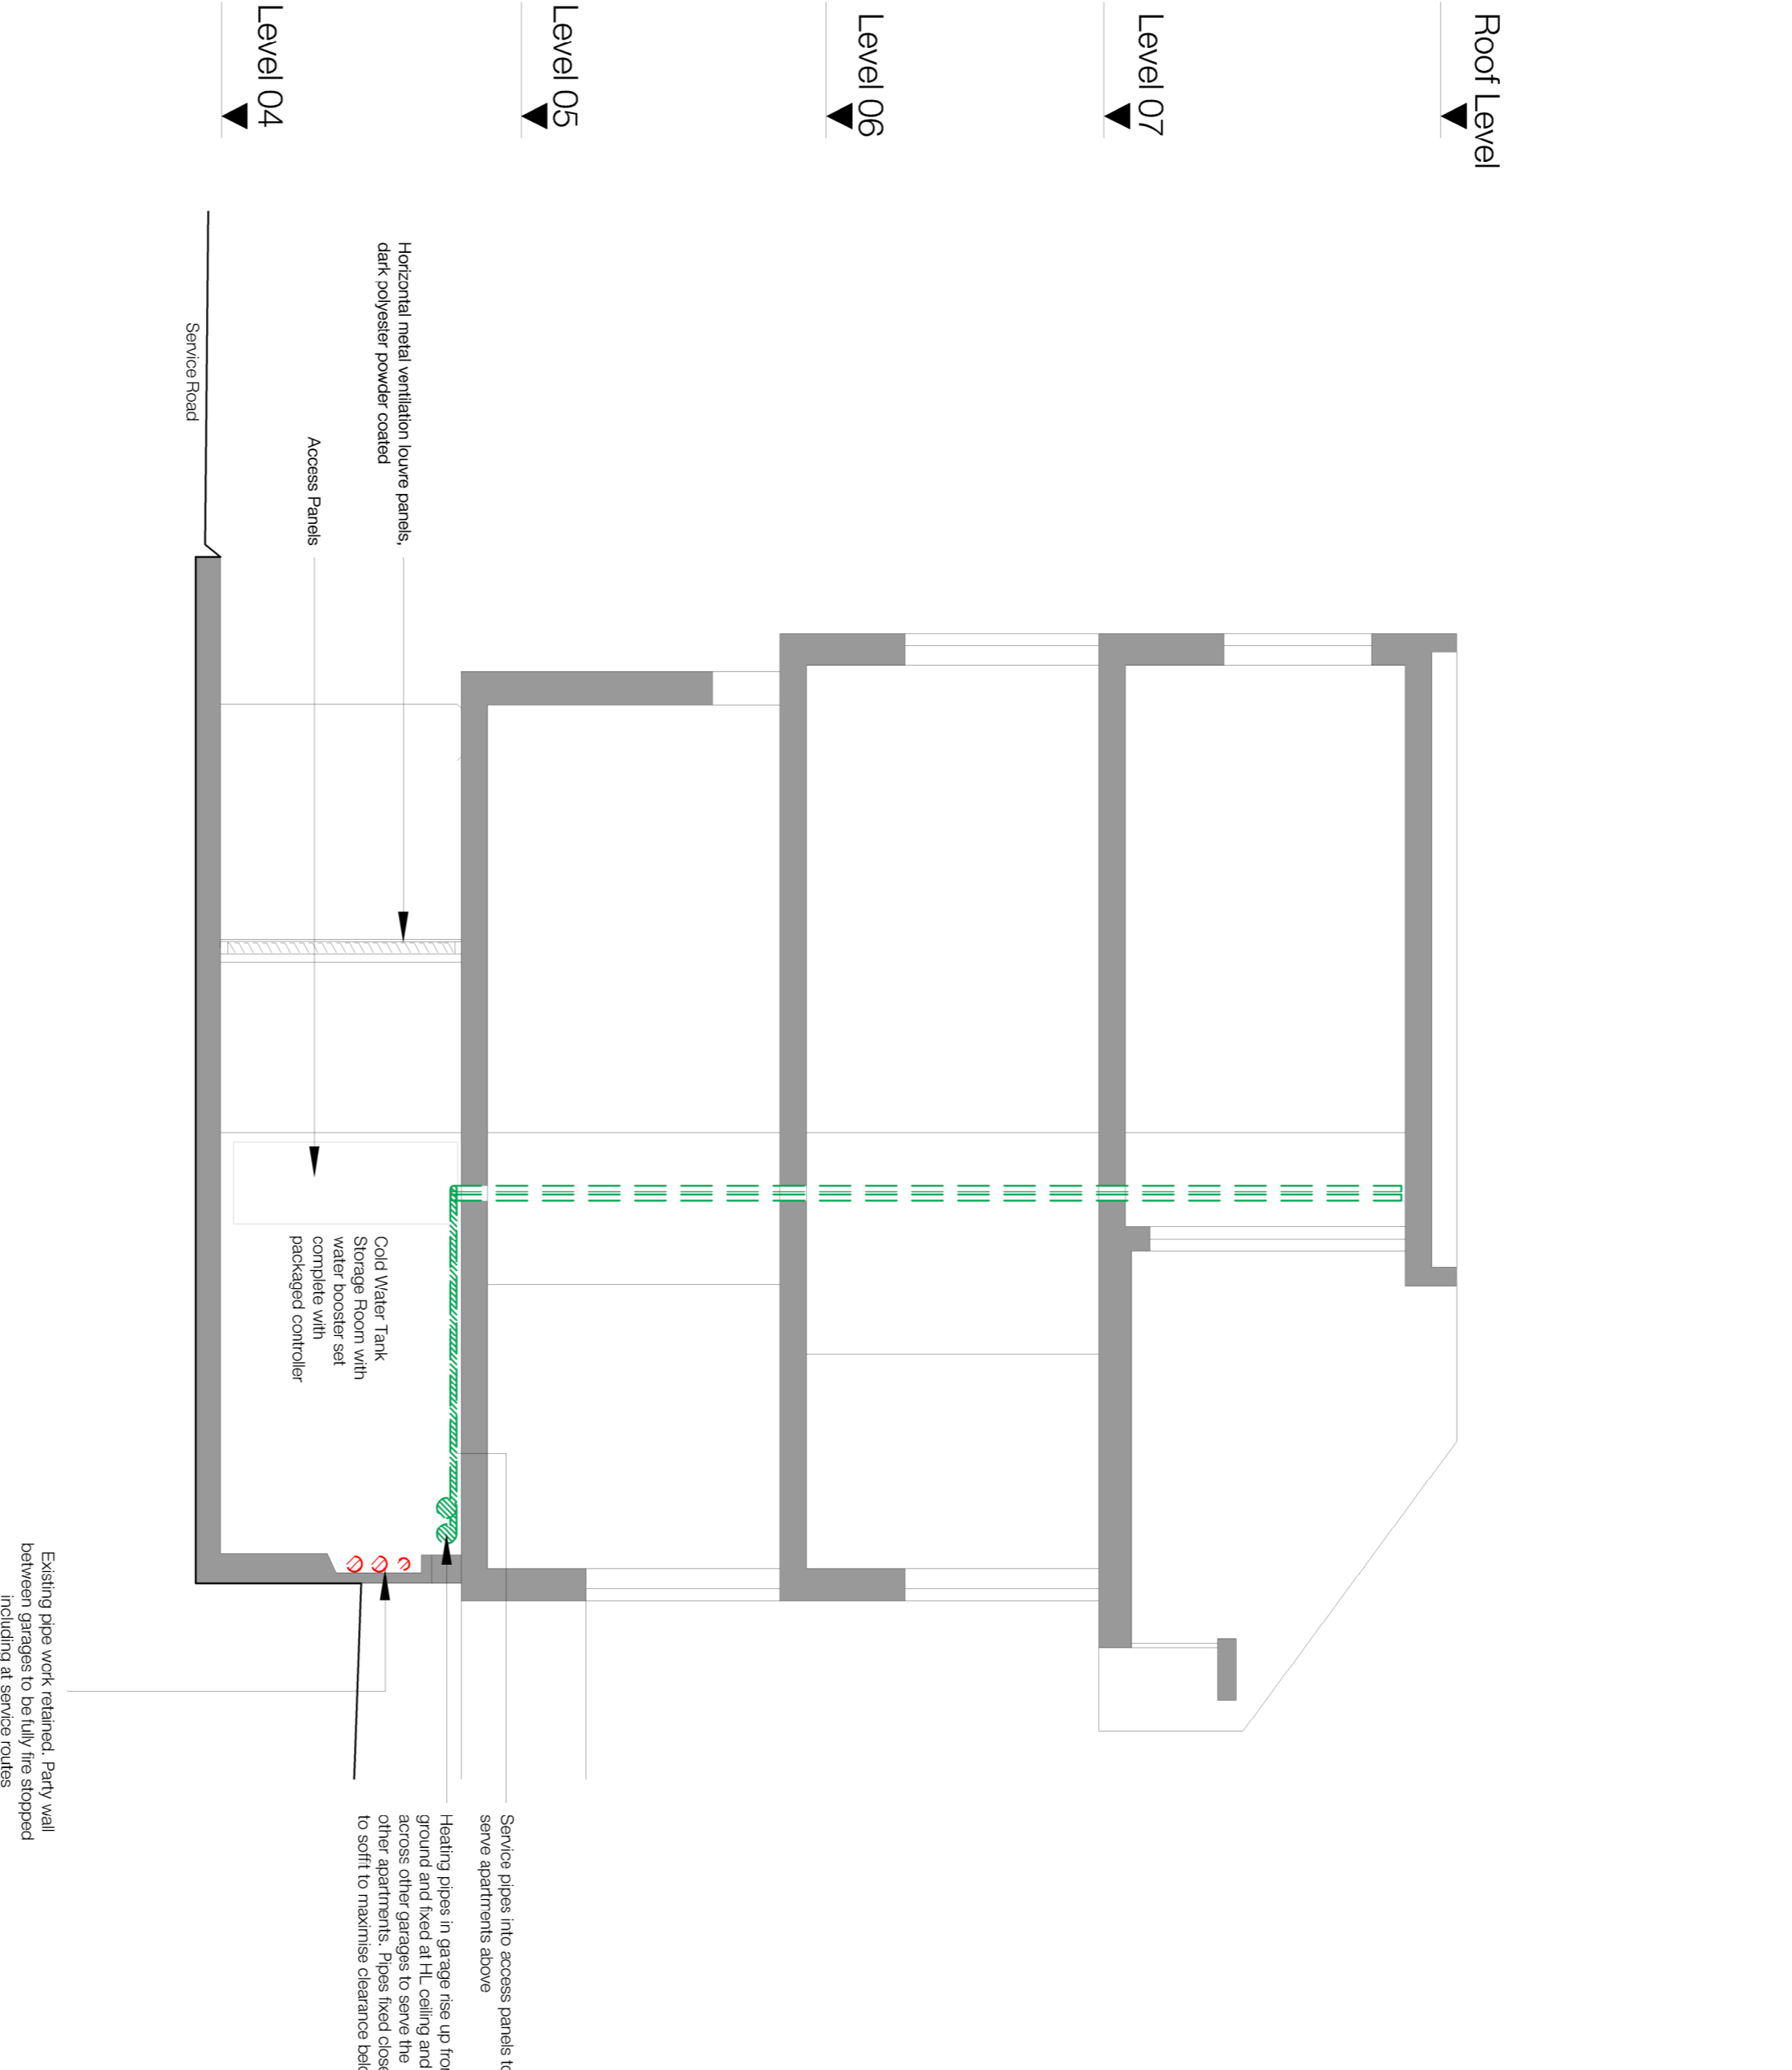 Roof Level
Level 07
Level 06
Level 05
Level 04
Service Road
Horizontal metal ventilation louvre panels,
dark polyester powder coated
Access Panels
Cold Water Tank
Storage Room with
water booster set
complete with
packaged controller
Service pipes into access panels
serve apartments above
Heating pipes in garage rise up
ground and fixed at HL ceiling and
across other garages to serve the
other apartments. Pipes fixed
to soffit to maximise clearance
Existing pipe work retained. Party wall
between garages to be fully fire stopped
including at service routes